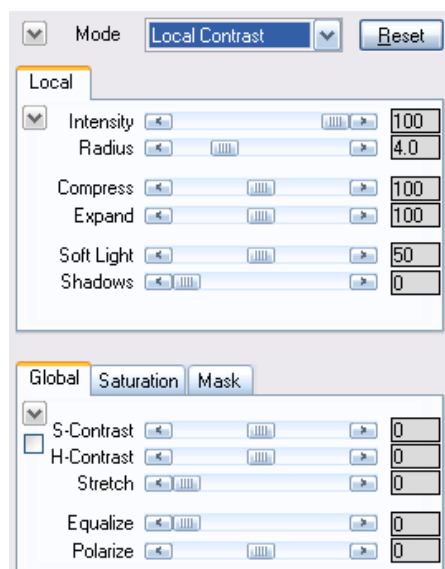 Mode Local Contrast Reset
Local
Intensity 100
Radius 4.0
Compress 100
Expand 100
Soft Light 50
Shadows 0
Global Saturation Mask
S-Contrast 0
H-Contrast 0
Stretch 0
Equalize 0
Polarize 0